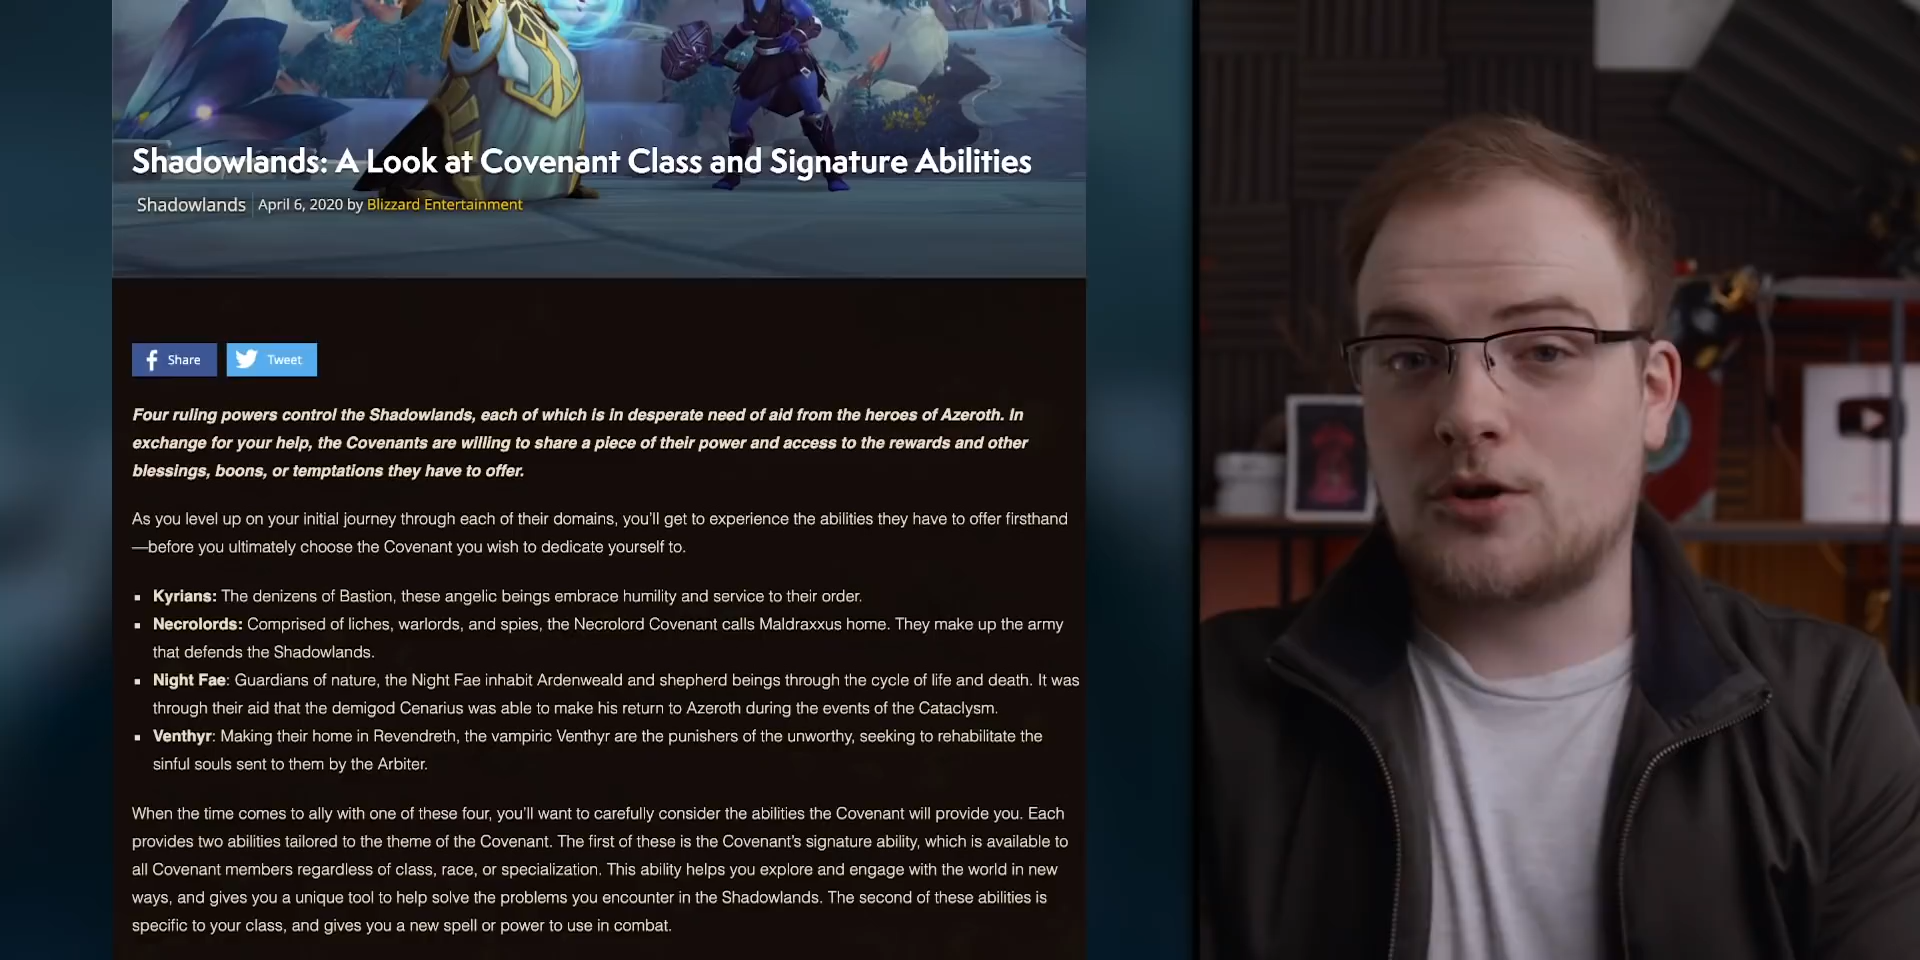 Shadowlands: A Look at Covenant Class and Signature Abilities
Shadowlands April 6, 2020 by Blizzard Entertainment
Share Tweet
Four ruling powers control the Shadowlands, each of which is in desperate need of aid from the heroes of Azeroth. In
exchange for your help, the Covenants are willing to share a piece of their power and access to the rewards and other
blessings, boons, or temptations they have to offer.
As you level up on your initial journey through each of their domains, you'll get to experience the abilities they have to offer firsthand
—before you ultimately choose the Covenant you wish to dedicate yourself to.
▪ Kyrians: The denizens of Bastion, these angelic beings embrace humility and service to their order.
▪ Necrolords: Comprised of liches, warlords, and spies, the Necrolord Covenant calls Maldraxxus home. They make up the army
that defends the Shadowlands.
▪ Night Fae: Guardians of nature, the Night Fae inhabit Ardenweald and shepherd beings through the cycle of life and death. It was
through their aid that the demigod Cenarius was able to make his return to Azeroth during the events of the Cataclysm.
▪ Venthyr: Making their home in Revendreth, the vampiric Venthyr are the punishers of the unworthy, seeking to rehabilitate the
sinful souls sent to them by the Arbiter.
When the time comes to ally with one of these four, you'll want to carefully consider the abilities the Covenant will provide you. Each
provides two abilities tailored to the theme of the Covenant. The first of these is the Covenant's signature ability, which is available to
all Covenant members regardless of class, race, or specialization. This ability helps you explore and engage with the world in new
ways, and gives you a unique tool to help solve the problems you encounter in the Shadowlands. The second of these abilities is
specific to your class, and gives you a new spell or power to use in combat.